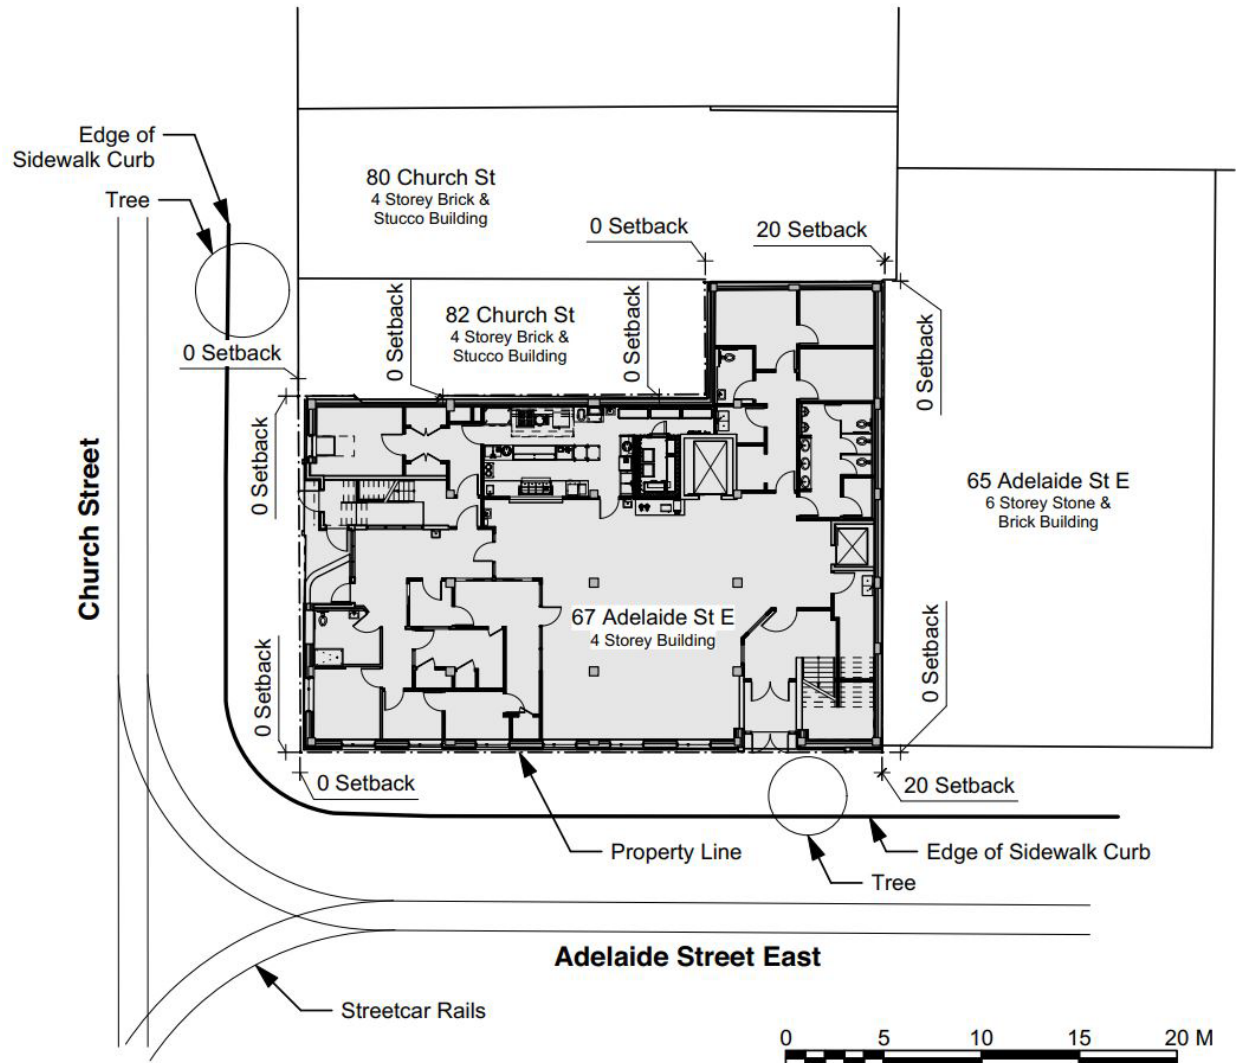 Edge of
Sidewalk Curb
Tree
80 Church St
4 Storey Brick &
Stucco Building
0 Setback
20 Setback
82 Church St
4 Storey Brick &
Stucco Building
0 Setback
0 Setback
0 Setback
0 Setback
0 Setback
Church Street
65 Adelaide St E
6 Storey Stone &
Brick Building
67 Adelaide St E
4 Storey Building
0 Setback
0 Setback
0 Setback
20 Setback
Property Line
Edge of Sidewalk Curb
Tree
Adelaide Street East
Streetcar Rails
0 5 10 15 20 M